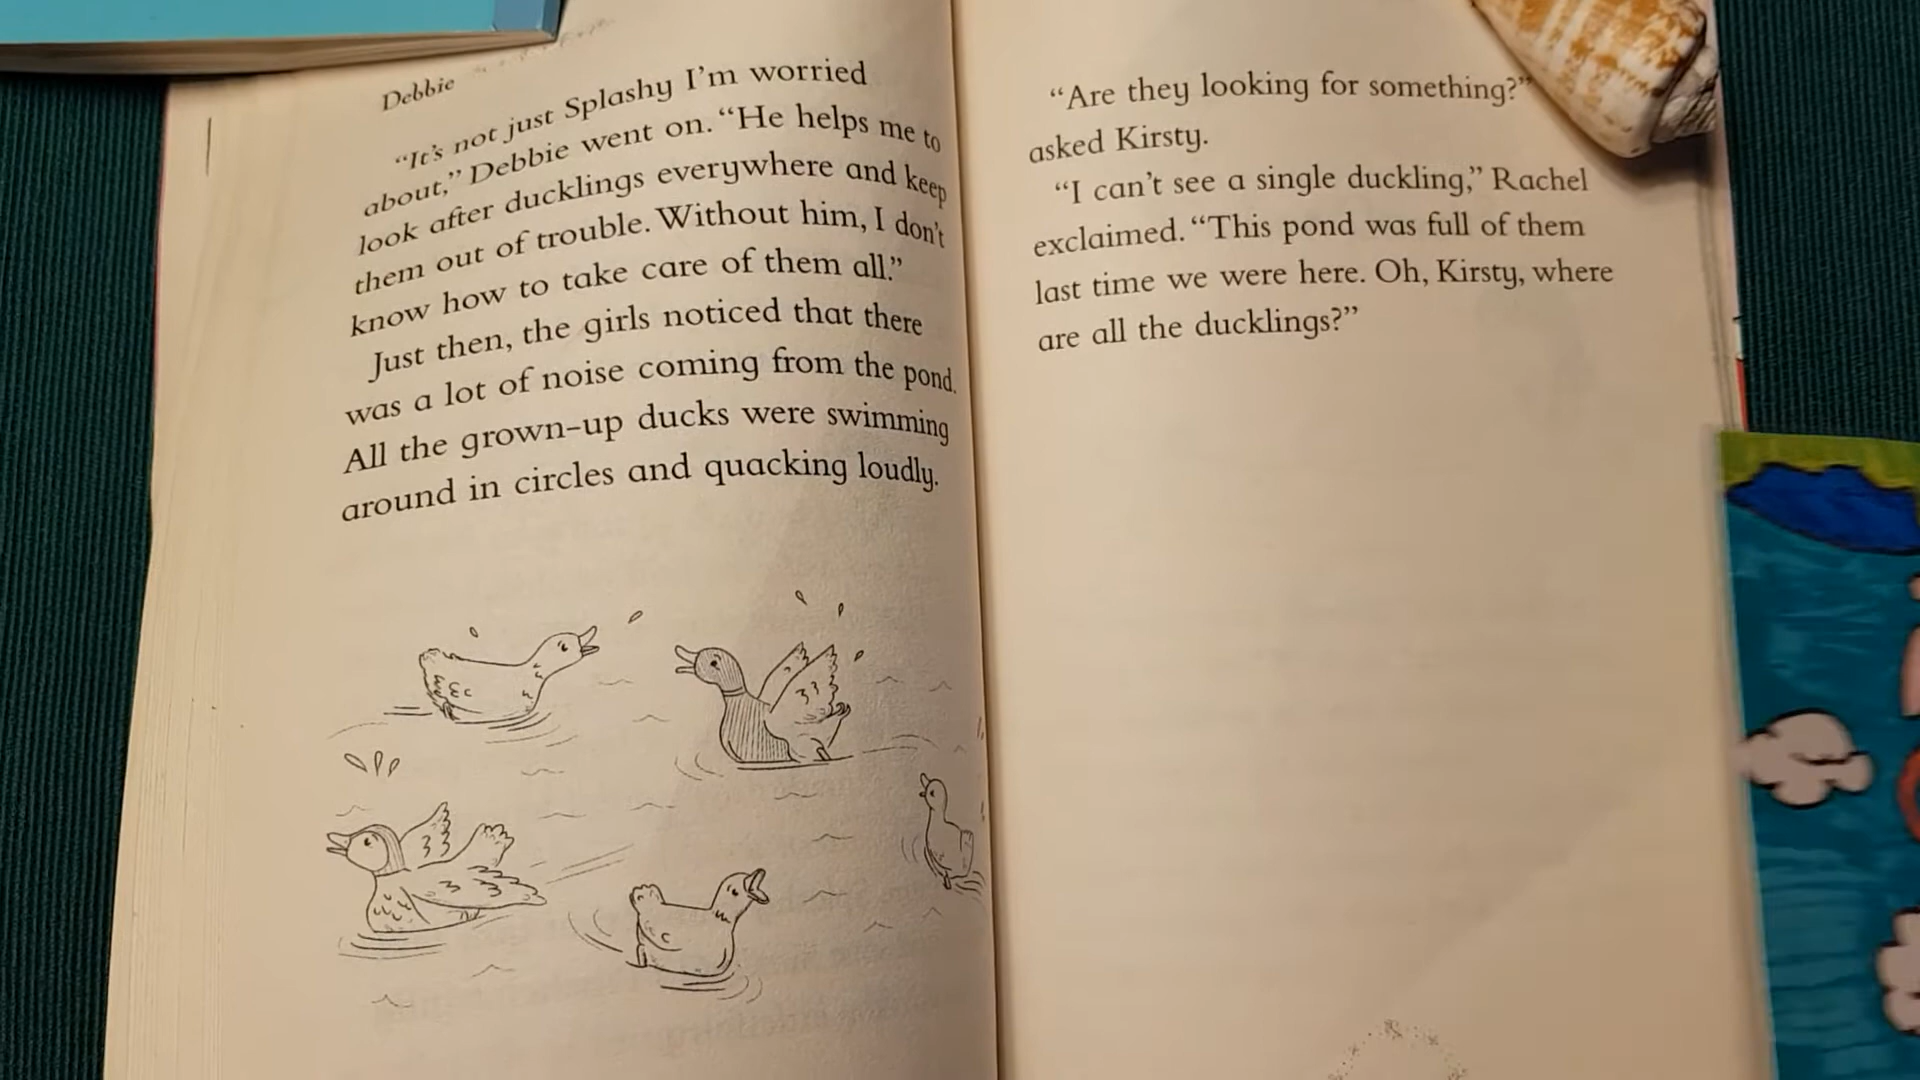 Debbie
“It’s not just Splashy I’m worried
about,” Debbie went on. “He helps me to
look after ducklings everywhere and keep
them out of trouble. Without him, I don’t
know how to take care of them all.”
Just then, the girls noticed that there
was a lot of noise coming from the pond.
All the grown-up ducks were swimming
around in circles and quacking loudly.
“Are they looking for something?”
asked Kirsty.
“I can’t see a single duckling,” Rachel
exclaimed. “This pond was full of them
last time we were here. Oh, Kirsty, where
are all the ducklings?”